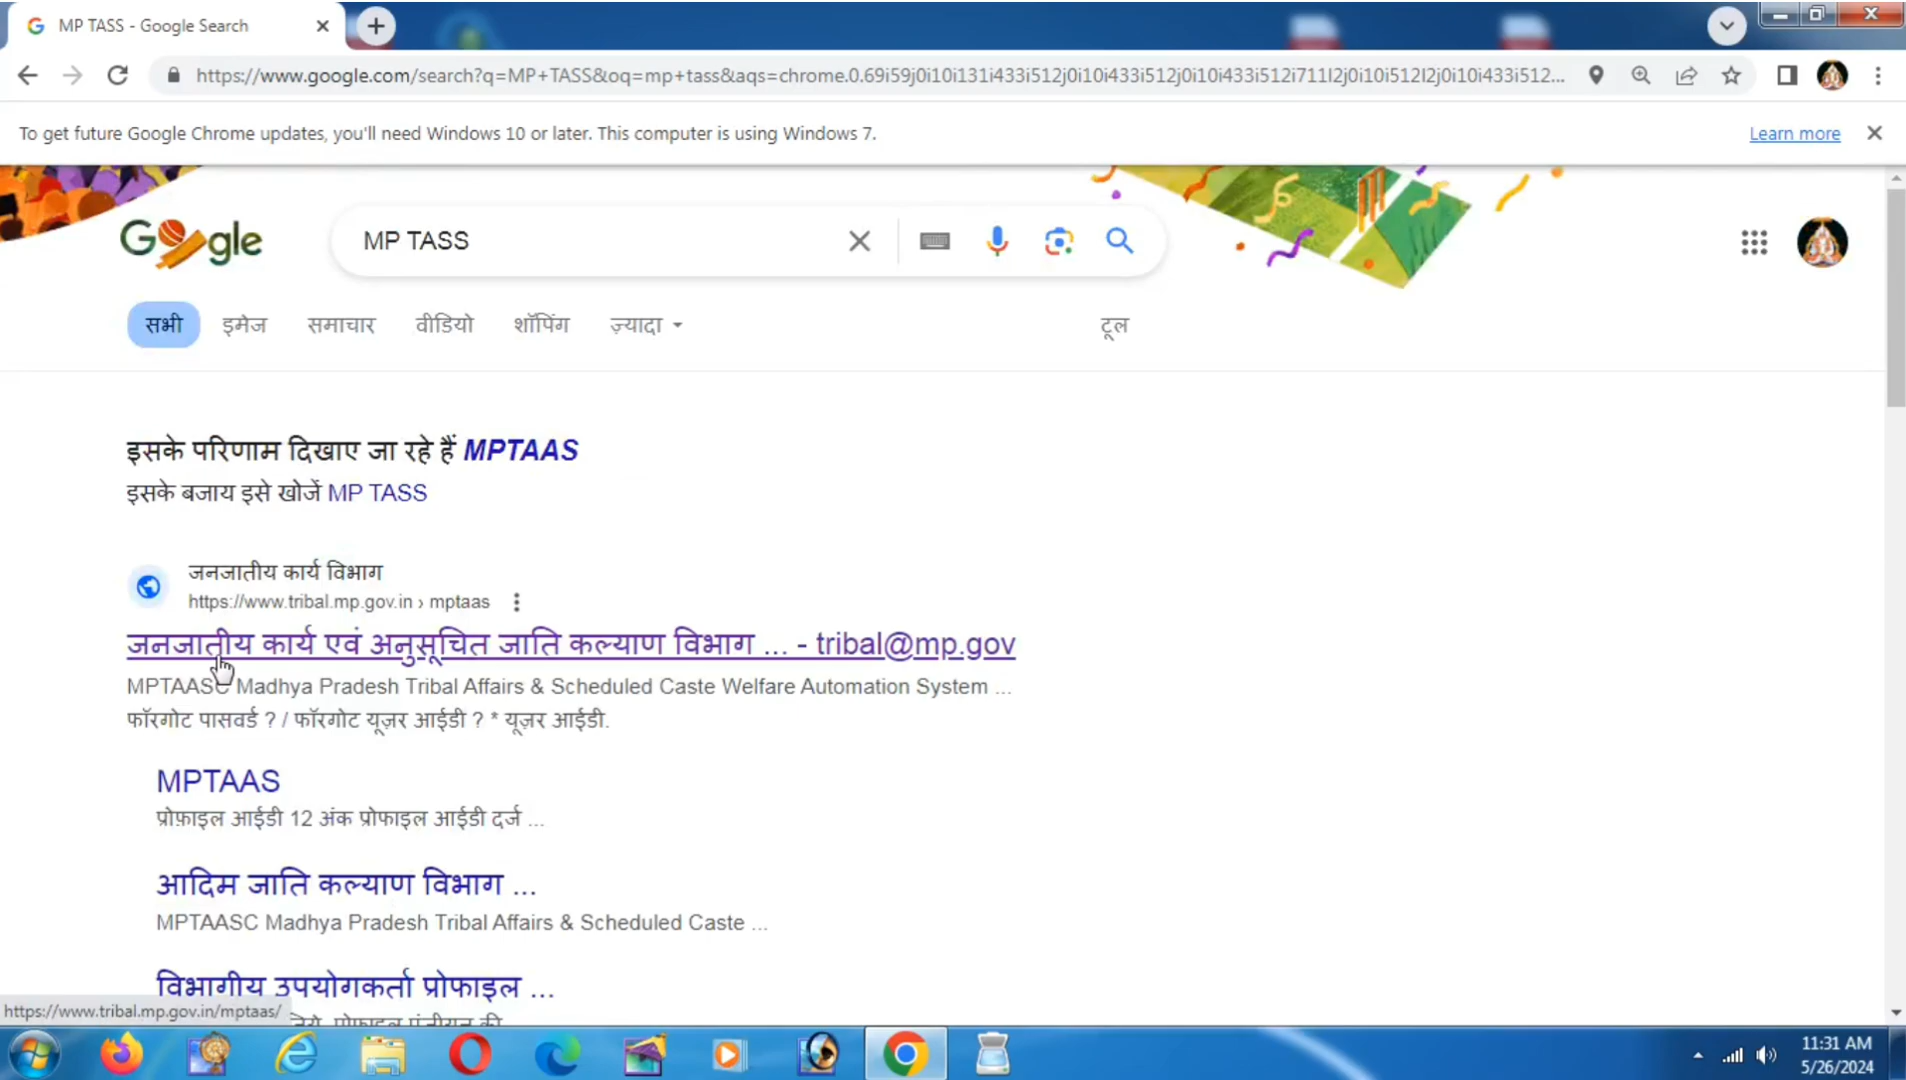 MP TASS - Google Search
https://www.google.com/search?q=MP+TASS&oq=mp+tass&aqs=chrome.0.69i59j0i10i131i433i512j0i10i433i512j0i10i433i512i711l2j0i10i512l2j0i10i433i512...
To get future Google Chrome updates, you'll need Windows 10 or later. This computer is using Windows 7.
Learn more
Google
MP TASS
सभी इमेज समाचार वीडियो शॉपिंग ज़्यादा टूल
इसके परिणाम दिखाए जा रहे हैं MPTAAS
इसके बजाय इसे खोजें MP TASS
जनजातीय कार्य विभाग
https://www.tribal.mp.gov.in › mptaas
जनजातीय कार्य एवं अनुसूचित जाति कल्याण विभाग ... - tribal@mp.gov
MPTAASC Madhya Pradesh Tribal Affairs & Scheduled Caste Welfare Automation System ...
फॉरगोट पासवर्ड ? / फॉरगोट यूज़र आईडी ? * यूज़र आईडी.
MPTAAS
प्रोफ़ाइल आईडी 12 अंक प्रोफाइल आईडी दर्ज ...
आदिम जाति कल्याण विभाग ...
MPTAASC Madhya Pradesh Tribal Affairs & Scheduled Caste ...
विभागीय उपयोगकर्ता प्रोफाइल ...
https://www.tribal.mp.gov.in/mptaas/
11:31 AM
5/26/2024